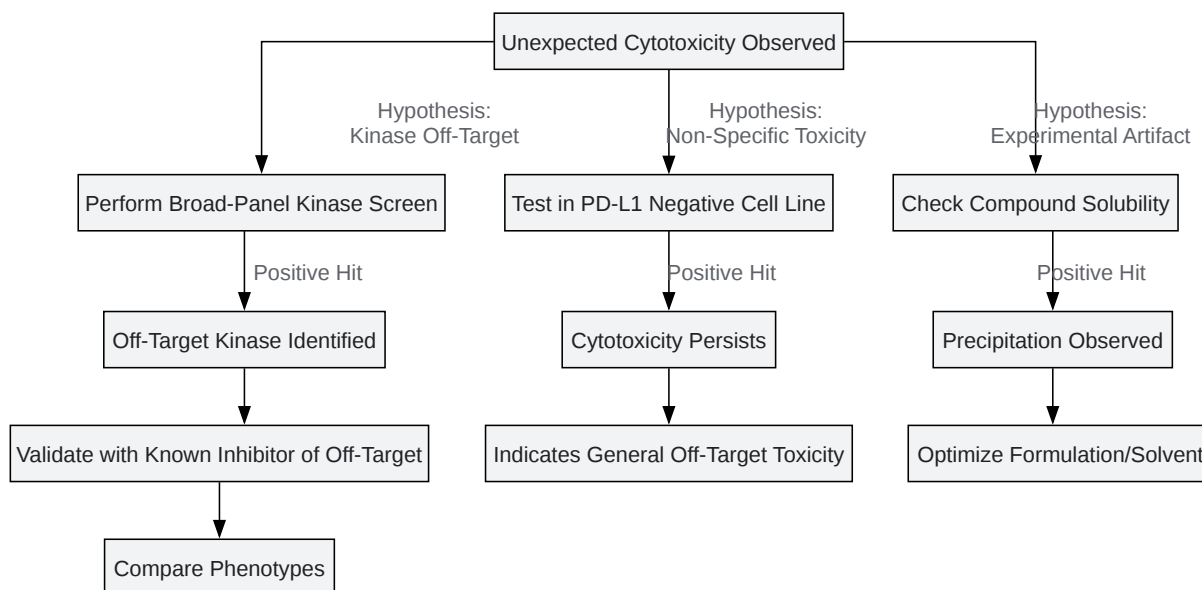 Unexpected Cytotoxicity Observed
Hypothesis:
Kinase Off-Target
Hypothesis:
Non-Specific Toxicity
Hypothesis:
Experimental Artifact
Perform Broad-Panel Kinase Screen
Test in PD-L1 Negative Cell Line
Check Compound Solubility
Positive Hit
Positive Hit
Positive Hit
Off-Target Kinase Identified
Cytotoxicity Persists
Precipitation Observed
Validate with Known Inhibitor of Off-Target
Indicates General Off-Target Toxicity
Optimize Formulation/Solvent
Compare Phenotypes